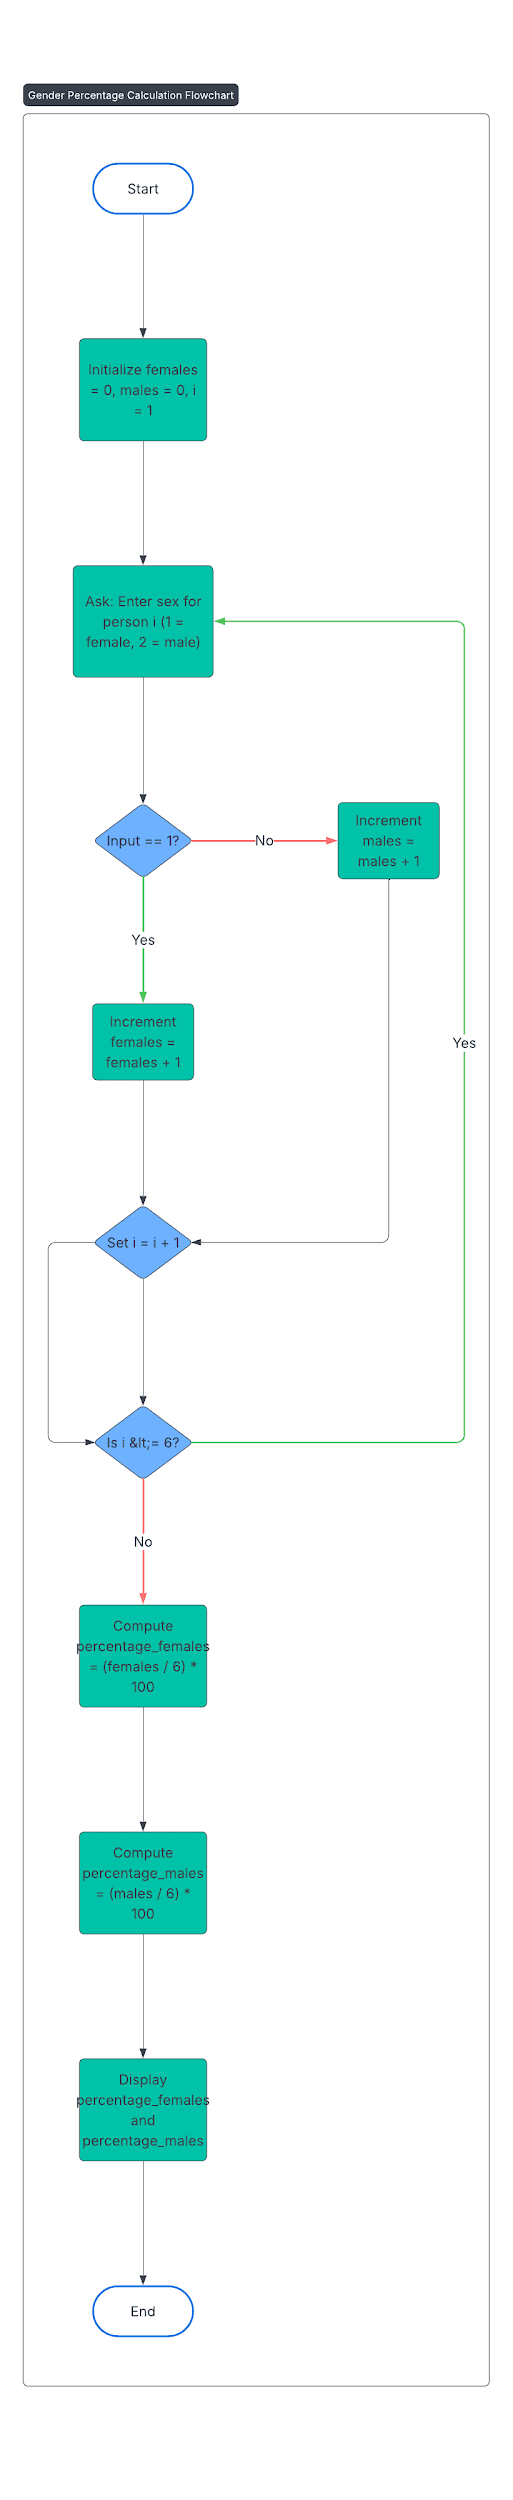 Gender Percentage Calculation Flowchart
Start
Initialize females
= 0, males = 0, i
= 1
Ask: Enter sex for
person i (1 =
female, 2 = male)
Input == 1?
No
Increment
males =
males + 1
Yes
Increment
females =
females + 1
Yes
Set i = i + 1
Is i &lt;= 6?
No
Compute
percentage_females
= (females / 6) *
100
Compute
percentage_males
= (males / 6) *
100
Display
percentage_females
and
percentage_males
End